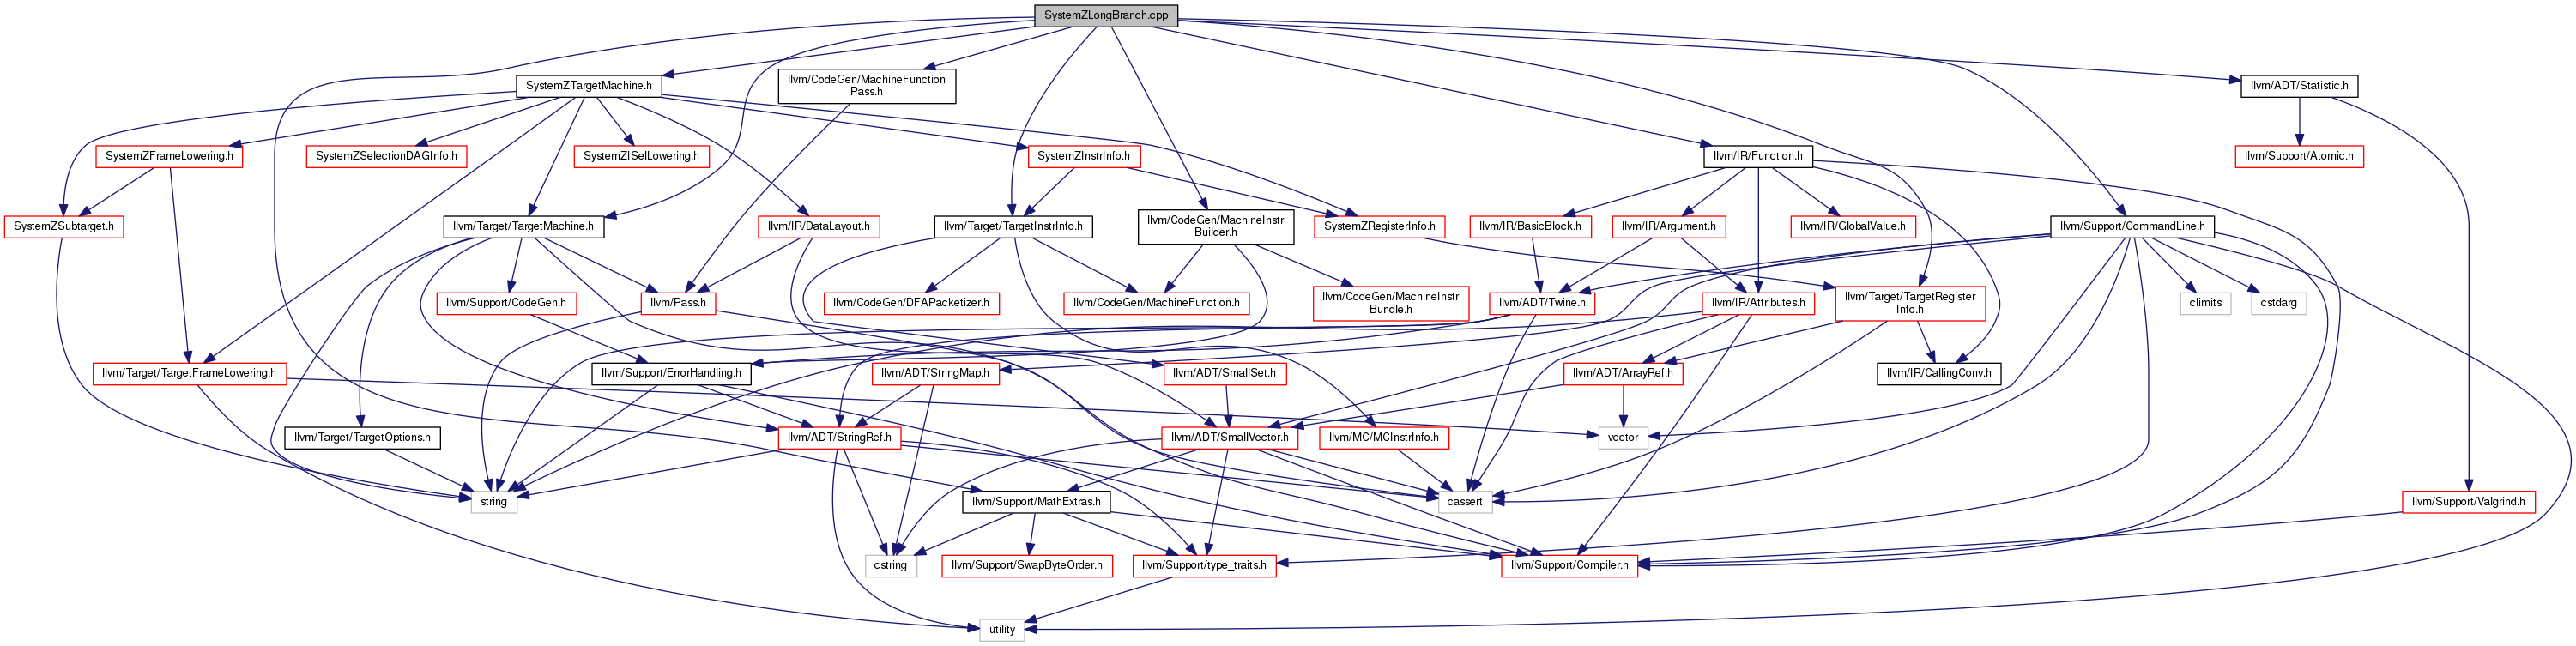 SystemZLongBranch.cpp
SystemZTargetMachine.h
llvm/CodeGen/MachineFunction
Pass.h
llvm/ADT/Statistic.h
SystemZFrameLowering.h
SystemZSelectionDAGInfo.h
SystemZISelLowering.h
SystemZInstrInfo.h
llvm/IR/Function.h
llvm/Support/Atomic.h
SystemZSubtarget.h
llvm/Target/TargetMachine.h
llvm/IR/DataLayout.h
llvm/Target/TargetInstrInfo.h
llvm/CodeGen/MachineInstr
Builder.h
SystemZRegisterInfo.h
llvm/IR/BasicBlock.h
llvm/IR/Argument.h
llvm/IR/GlobalValue.h
llvm/Support/CommandLine.h
llvm/Support/CodeGen.h
llvm/Pass.h
llvm/CodeGen/DFAPacketizer.h
llvm/CodeGen/MachineFunction.h
llvm/CodeGen/MachineInstr
Bundle.h
llvm/ADT/Twine.h
llvm/IR/Attributes.h
llvm/Target/TargetRegister
Info.h
climits
cstdarg
llvm/Target/TargetFrameLowering.h
llvm/Support/ErrorHandling.h
llvm/ADT/StringMap.h
llvm/ADT/SmallSet.h
llvm/ADT/ArrayRef.h
llvm/IR/CallingConv.h
llvm/Target/TargetOptions.h
llvm/ADT/StringRef.h
llvm/ADT/SmallVector.h
llvm/MC/MCInstrInfo.h
vector
string
llvm/Support/MathExtras.h
cassert
llvm/Support/Valgrind.h
cstring
llvm/Support/SwapByteOrder.h
llvm/Support/type_traits.h
llvm/Support/Compiler.h
utility